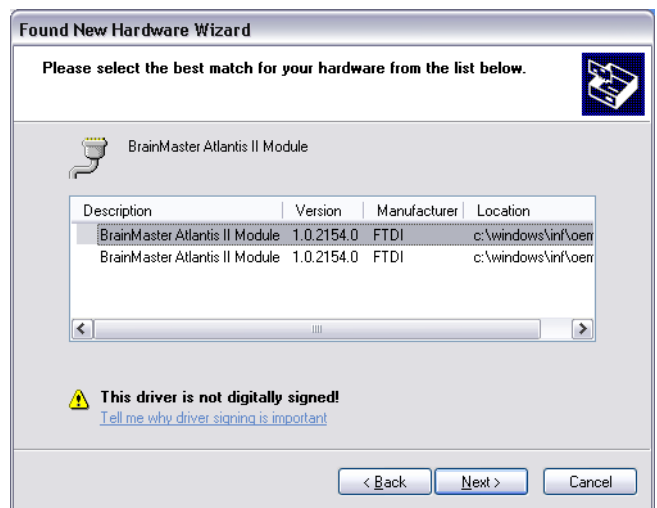 Found New Hardware Wizard
Please select the best match for your hardware from the list below.
BrainMaster Atlantis II Module
Description Version Manufacturer Location
BrainMaster Atlantis II Module 1.0.2154.0 FTDI c:\windows\inf\oem
BrainMaster Atlantis II Module 1.0.2154.0 FTDI c:\windows\inf\oem
This driver is not digitally signed!
Tell me why driver signing is important
< Back Next > Cancel